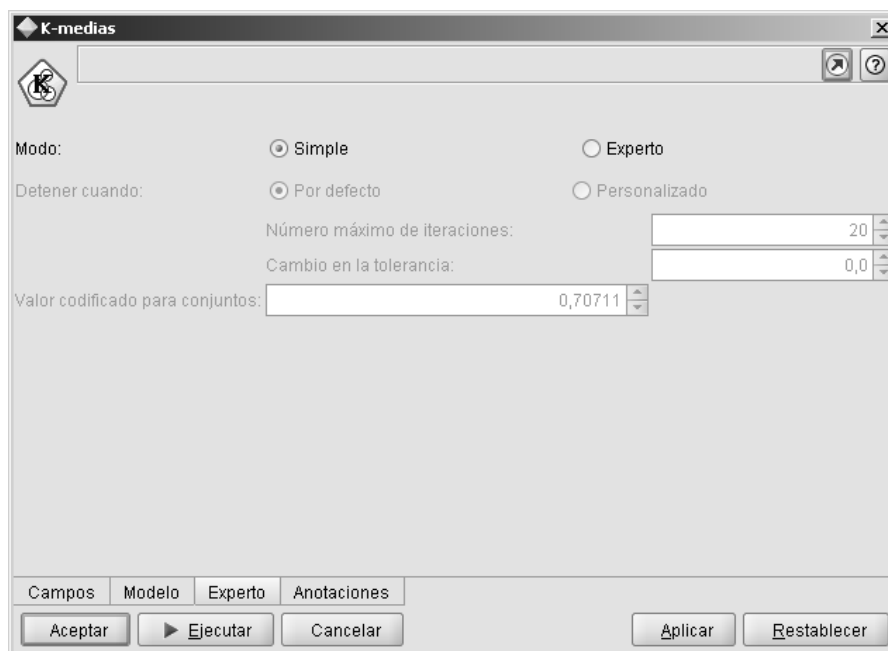 K-medias
K
Modo:
Simple
Experto
Detener cuando:
Por defecto
Personalizado
Número máximo de iteraciones:
20
Cambio en la tolerancia:
0,0
Valor codificado para conjuntos:
0,70711
Campos
Modelo
Experto
Anotaciones
Aceptar
Ejecutar
Cancelar
Aplicar
Restablecer